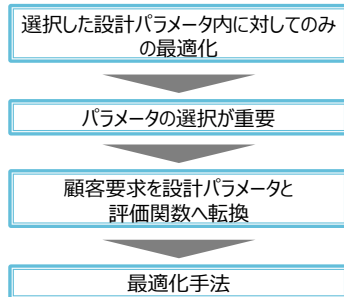 選択した設計パラメータ内に対してのみ
の最適化
パラメータの選択が重要
顧客要求を設計パラメータと
評価関数へ転換
最適化手法